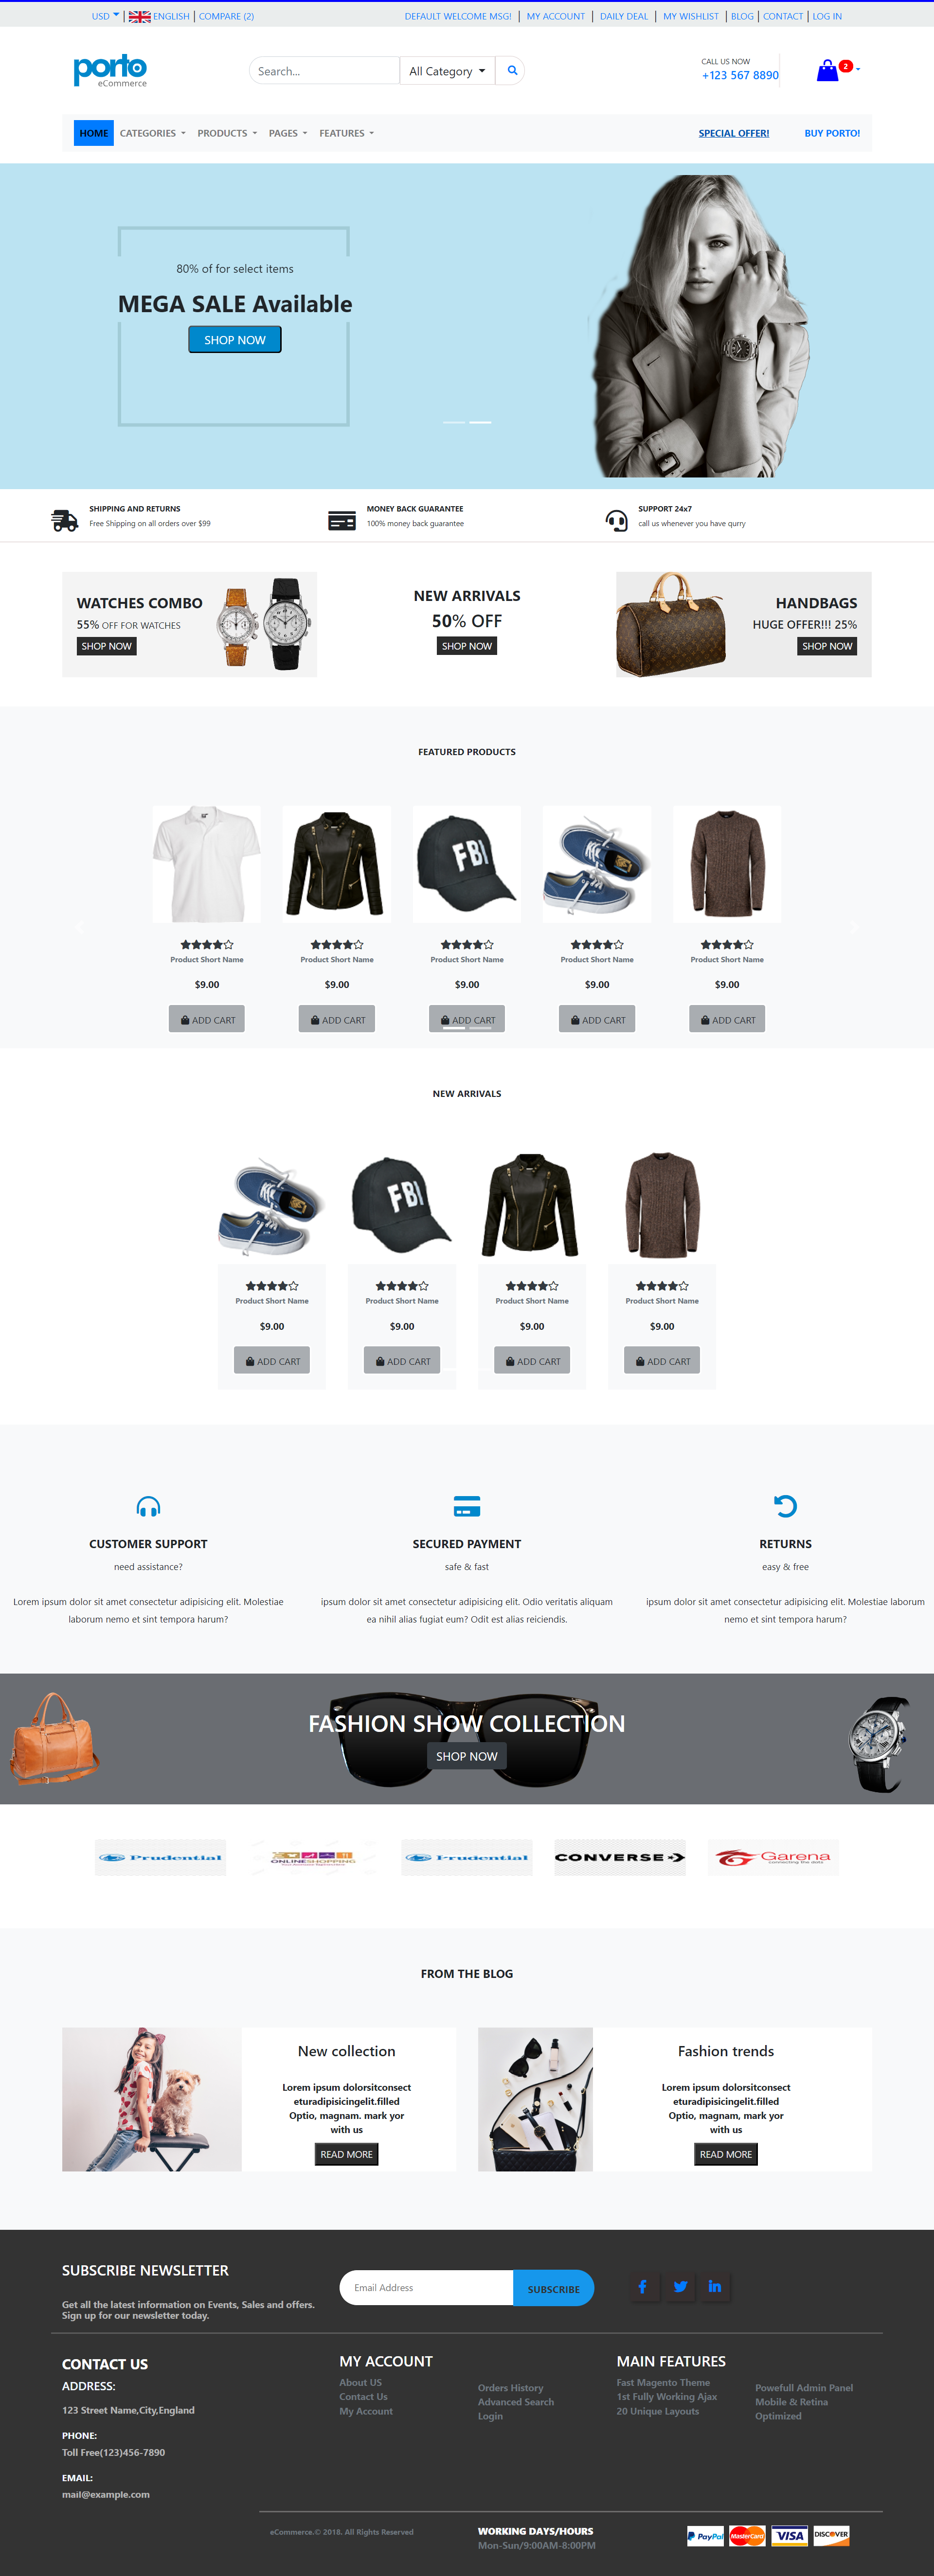 USD | ENGLISH | COMPARE (2)
DEFAULT WELCOME MSG! | MY ACCOUNT | DAILY DEAL | MY WISHLIST | BLOG | CONTACT | LOG IN
porto
eCommerce
Search...
All Category
CALL US NOW
+123 567 8890
2
HOME CATEGORIES PRODUCTS PAGES FEATURES
SPECIAL OFFER! BUY PORTO!
80% of for select items
MEGA SALE Available
SHOP NOW
SHIPPING AND RETURNS
Free Shipping on all orders over $99
MONEY BACK GUARANTEE
100% money back guarantee
SUPPORT 24x7
call us whenever you have qurry
WATCHES COMBO
55% OFF FOR WATCHES
SHOP NOW
NEW ARRIVALS
50% OFF
SHOP NOW
HANDBAGS
HUGE OFFER!!! 25%
SHOP NOW
FEATURED PRODUCTS
FBI
Product Short Name Product Short Name Product Short Name Product Short Name Product Short Name
$9.00 $9.00 $9.00 $9.00 $9.00
ADD CART ADD CART ADD CART ADD CART ADD CART
NEW ARRIVALS
FBI
Product Short Name Product Short Name Product Short Name Product Short Name
$9.00 $9.00 $9.00 $9.00
ADD CART ADD CART ADD CART ADD CART
CUSTOMER SUPPORT
need assistance?
Lorem ipsum dolor sit amet consectetur adipisicing elit. Molestiae
laborum nemo et sint tempora harum?
SECURED PAYMENT
safe & fast
ipsum dolor sit amet consectetur adipisicing elit. Odio veritatis aliquam
ea nihil alias fugiat eum? Odit est alias reiciendis.
RETURNS
easy & free
ipsum dolor sit amet consectetur adipisicing elit. Molestiae laborum
nemo et sint tempora harum?
FASHION SHOW COLLECTION
SHOP NOW
Prudential
ONLINESHOPPING
Prudential
CONVERSE
Garena
Connecting the dots
FROM THE BLOG
New collection
Lorem ipsum dolorsitconsect
eturadipisicingelit.filled
Optio, magnam. mark yor
with us
READ MORE
Fashion trends
Lorem ipsum dolorsitconsect
eturadipisicingelit.filled
Optio, magnam, mark yor
with us
READ MORE
SUBSCRIBE NEWSLETTER
Get all the latest information on Events, Sales and offers.
Sign up for our newsletter today.
Email Address
SUBSCRIBE
CONTACT US
ADDRESS:
123 Street Name,City,England
PHONE:
Toll Free(123)456-7890
EMAIL:
mail@example.com
MY ACCOUNT
About US
Contact Us
My Account
Orders History
Advanced Search
Login
MAIN FEATURES
Fast Magento Theme
1st Fully Working Ajax
20 Unique Layouts
Powefull Admin Panel
Mobile & Retina
Optimized
eCommerce.© 2018. All Rights Reserved
WORKING DAYS/HOURS
Mon-Sun/9:00AM-8:00PM
PayPal
MasterCard
VISA
DISCOVER